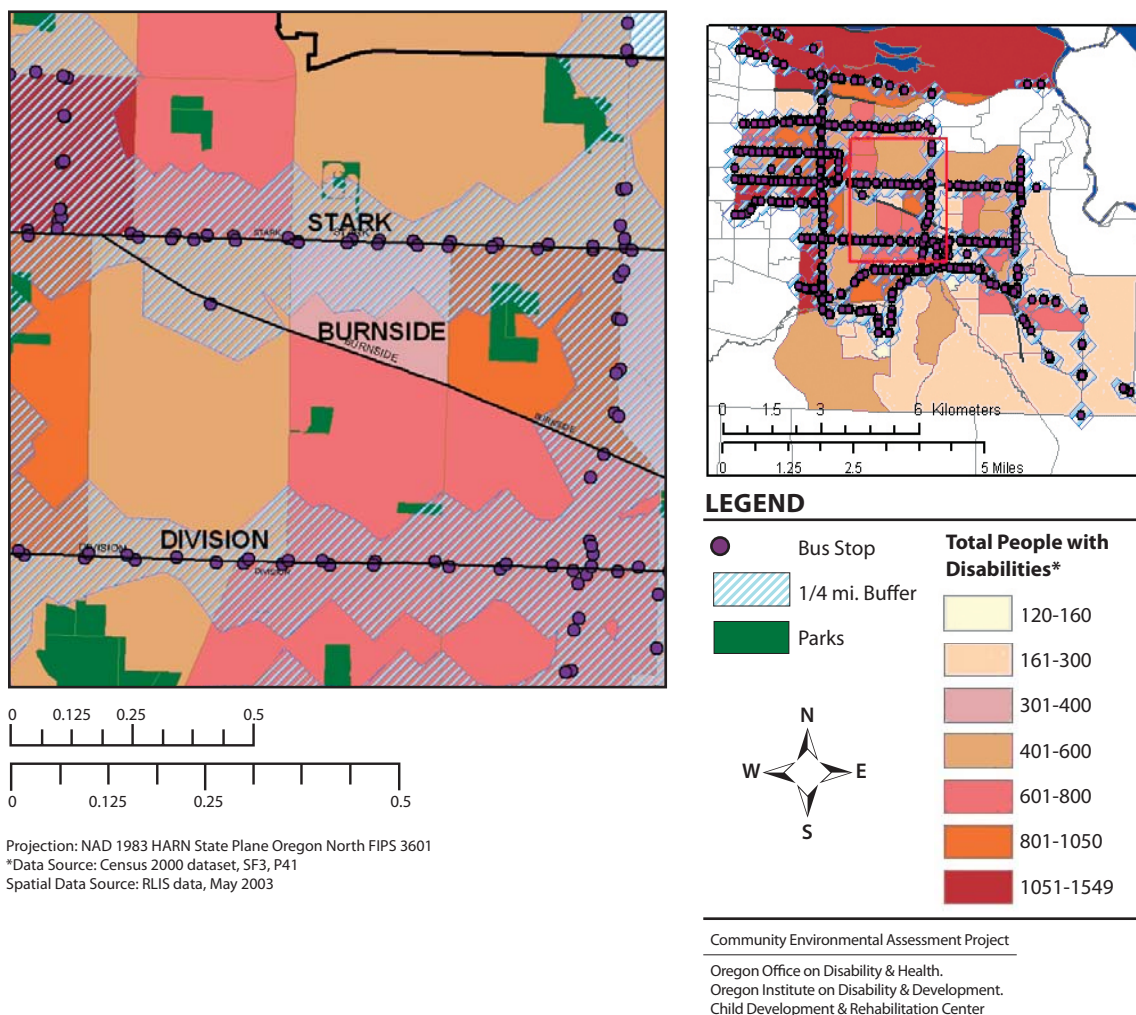 STARK
STARK
STARK
BURNSIDE
BURNSIDE
BURNSIDE
DIVISION
DIVISION
DIVISION
0 0.125 0.25 0.5
0 0.125 0.25 0.5
Projection: NAD 1983 HARN State Plane Oregon North FIPS 3601
*Data Source: Census 2000 dataset, SF3, P41
Spatial Data Source: RLIS data, May 2003
0 1.5 3 6 Kilometers
0 1.25 2.5 5 Miles
LEGEND
Bus Stop
1/4 mi. Buffer
Parks
N
W E
S
Total People with
Disabilities*
120-160
161-300
301-400
401-600
601-800
801-1050
1051-1549
Community Environmental Assessment Project
Oregon Office on Disability & Health.
Oregon Institute on Disability & Development.
Child Development & Rehabilitation Center